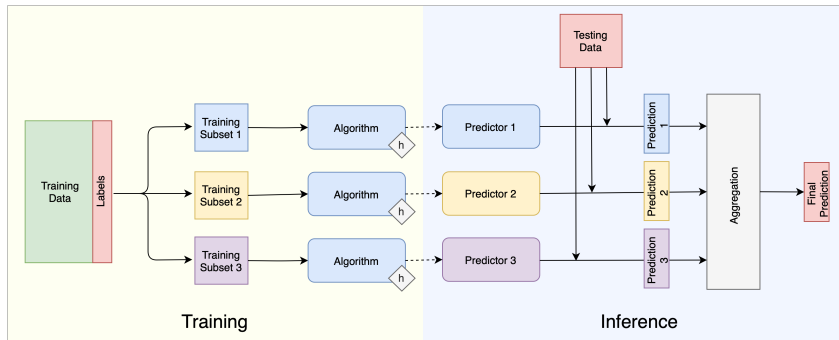 Testing
Data
Training
Data
Labels
Training
Subset 1
Algorithm
h
Predictor 1
Prediction
1
Training
Subset 2
Algorithm
h
Predictor 2
Prediction
2
Training
Subset 3
Algorithm
h
Predictor 3
Prediction
3
Aggregation
Final
Prediction
Training
Inference